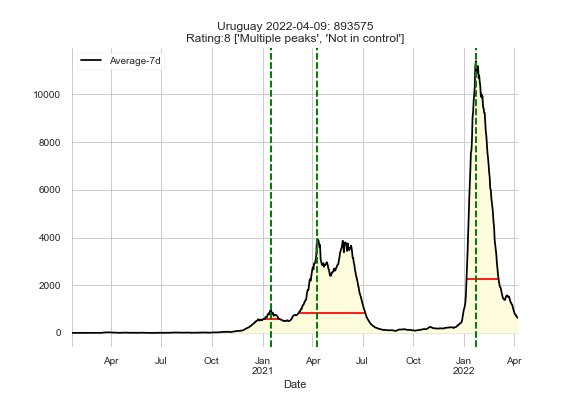 Uruguay 2022-04-09: 893575
Rating:8 ['Multiple peaks', 'Not in control']
Average-7d
10000
8000
6000
4000
2000
0
Apr Jul Oct Jan Apr Jul Oct Jan Apr
2021 2022
Date